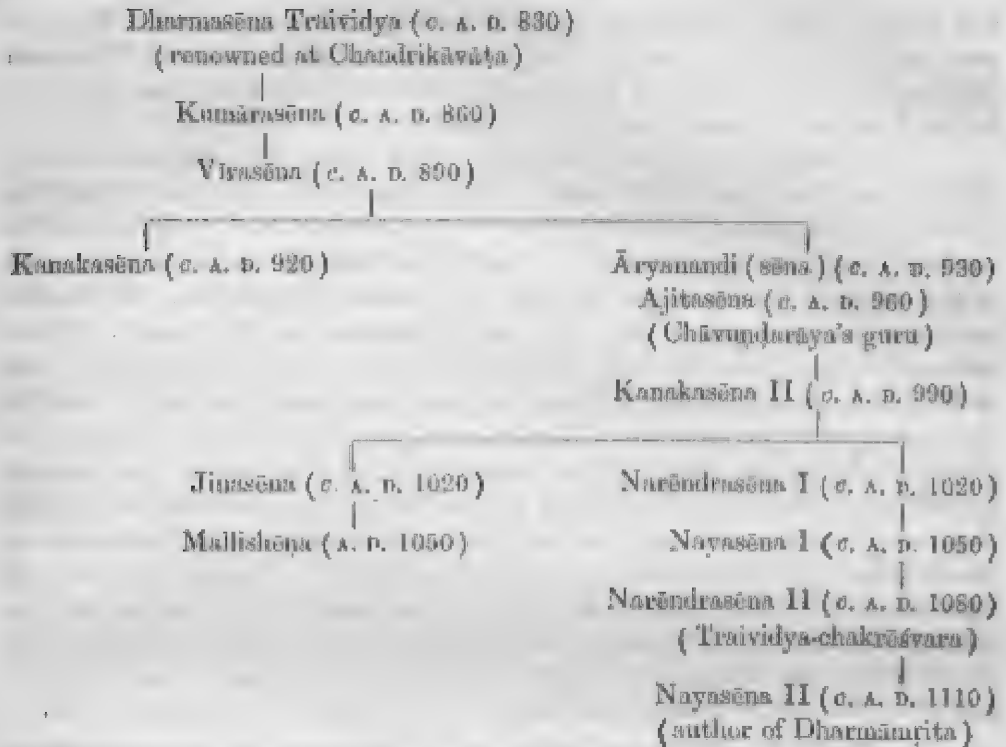 Dharmasēna Traividya (c. A. D. 830)
(renowned at Chandrikāvāṭa)
Kumārasēna (c. A. D. 860)
Vīrasēna (c. A. D. 890)
Kanakasēna (c. A. D. 920)
Āryanandi (sēna) (c. A. D. 930)
Ajitasēna (c. A. D. 960)
(Chāvuṇḍarāya's guru)
Kanakasēna II (c. A. D. 990)
Jinasēna (c. A. D. 1020)
Narēndrasēna I (c. A. D. 1020)
Mallishēṇa (A. D. 1050)
Nayasēna I (c. A. D. 1050)
Narēndrasēna II (c. A. D. 1080)
(Traividya-chakrēśvara)
Nayasēna II (c. A. D. 1110)
(author of Dharmāmṛita)